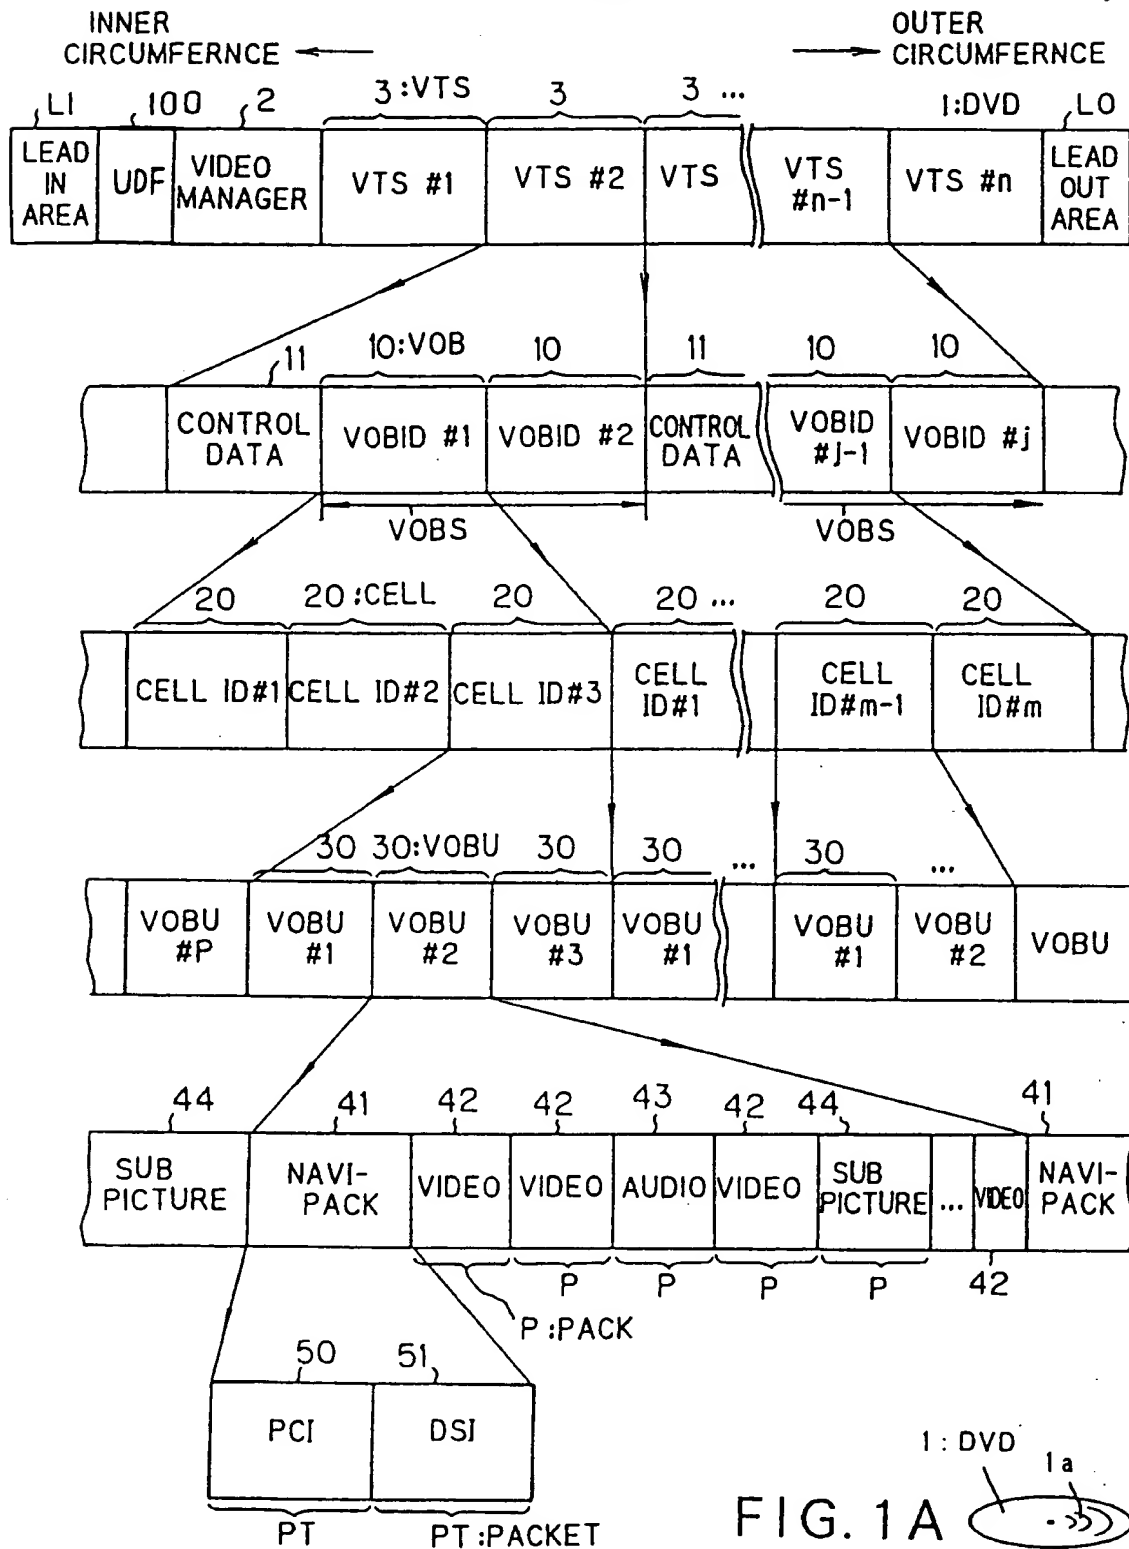 INNER
CIRCUMFERNCE
OUTER
CIRCUMFERNCE
LI 100 2 3:VTS 3 3 ... 1:DVD LO
LEAD IN AREA
UDF
VIDEO MANAGER
VTS #1
VTS #2
VTS
VTS #n-1
VTS #n
LEAD OUT AREA
11 10:VOB 10 11 10 10
CONTROL DATA
VOBID #1
VOBID #2
CONTROL DATA
VOBID #j-1
VOBID #j
VOBS
VOBS
20 20:CELL 20 20 ... 20 20
CELL ID#1
CELL ID#2
CELL ID#3
CELL ID#1
CELL ID#m-1
CELL ID#m
30 30:VOBU 30 30 ... 30 ...
VOBU #P
VOBU #1
VOBU #2
VOBU #3
VOBU #1
VOBU #1
VOBU #2
VOBU
44 41 42 42 43 42 44 41
SUB PICTURE
NAVI-PACK
VIDEO
VIDEO
AUDIO
VIDEO
SUB PICTURE
...
VIDEO
NAVI-PACK
P P P P 42
P:PACK
50 51
PCI
DSI
PT
PT:PACKET
1:DVD
1a
FIG. 1A